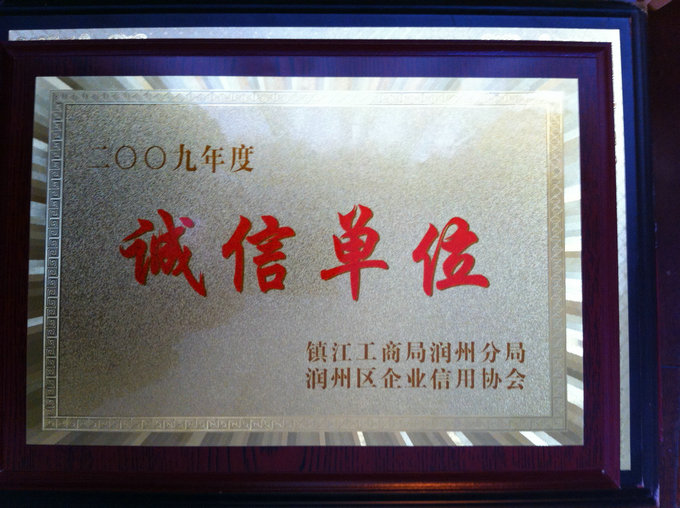 二〇〇九年度
诚信单位
镇江工商局润州分局
润州区企业信用协会